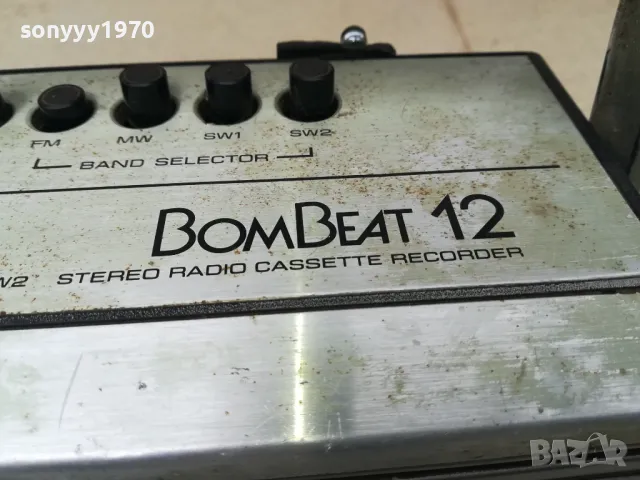 sonyyy1970
FM MW SW1 SW2
BAND SELECTOR
BOMBEAT 12
W2 STEREO RADIO CASSETTE RECORDER
BAZAR